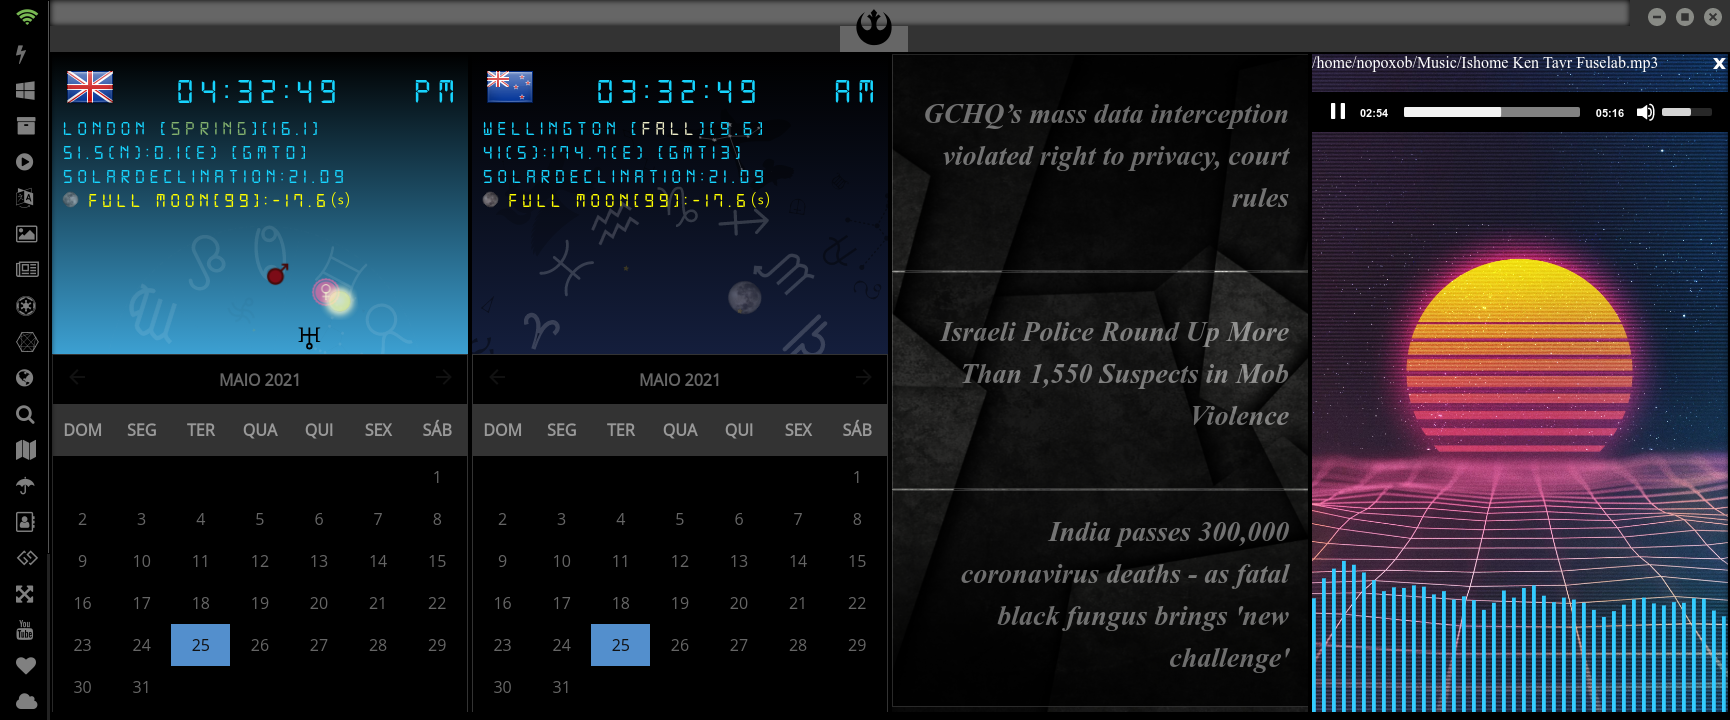 04:32:49 PM
LONDON [SPRING][16.1]
51.5(N):0.1(E) [GMT0]
SOLARDECLINATION:21.09
FULL MOON[99]:-17.6(s)
MAIO 2021
DOM SEG TER QUA QUI SEX SÁB
1
2 3 4 5 6 7 8
9 10 11 12 13 14 15
16 17 18 19 20 21 22
23 24 25 26 27 28 29
30 31
03:32:49 AM
WELLINGTON [FALL][9.6]
41(S):174.7(E) [GMT13]
SOLARDECLINATION:21.09
FULL MOON[99]:-17.6(s)
MAIO 2021
DOM SEG TER QUA QUI SEX SÁB
1
2 3 4 5 6 7 8
9 10 11 12 13 14 15
16 17 18 19 20 21 22
23 24 25 26 27 28 29
30 31
GCHQ’s mass data interception
violated right to privacy, court
rules
Israeli Police Round Up More
Than 1,550 Suspects in Mob
Violence
India passes 300,000
coronavirus deaths - as fatal
black fungus brings 'new
challenge'
/home/nopoxob/Music/Ishome Ken Tavr Fuselab.mp3 x
02:54 05:16
You
Tube